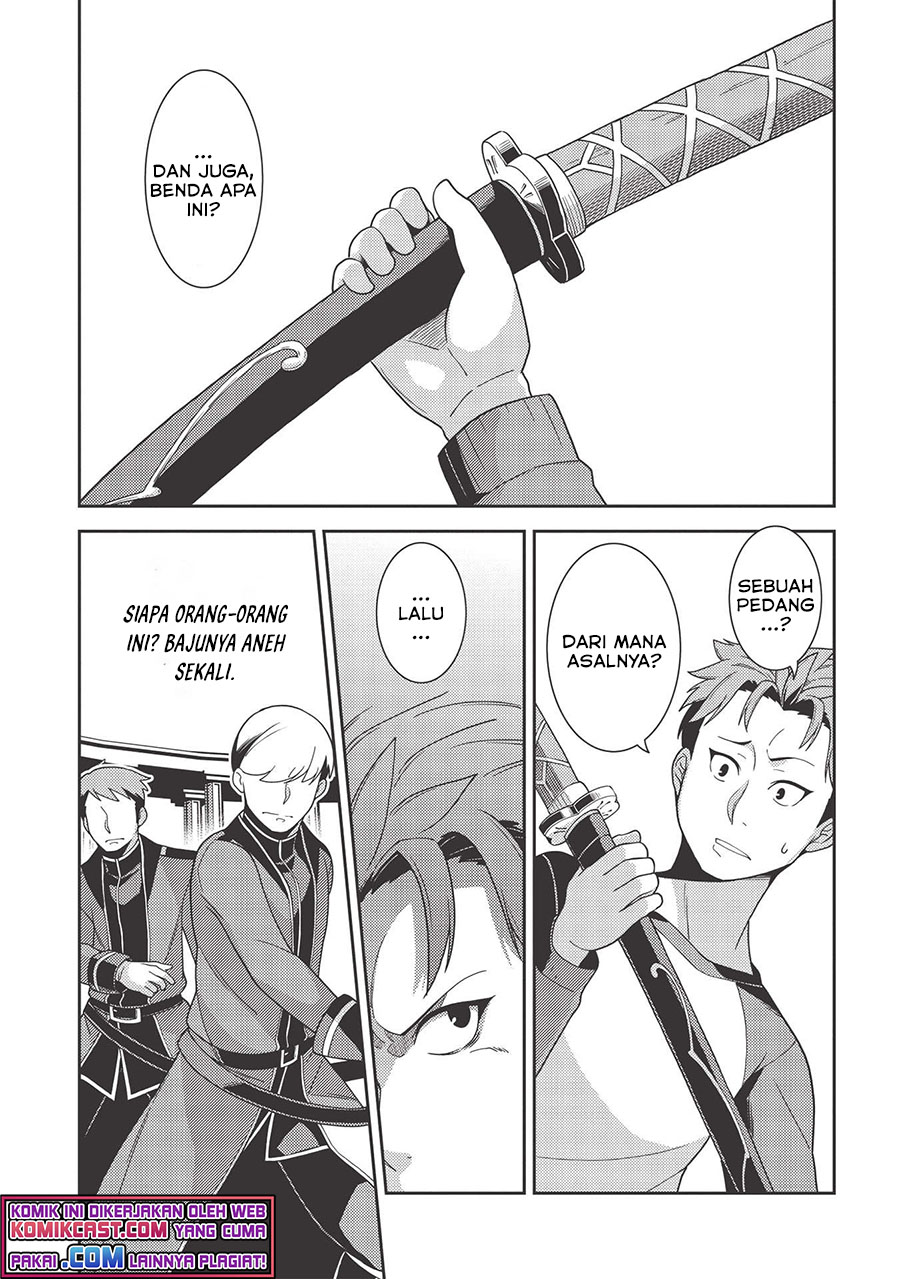 ...
DAN JUGA,
BENDA APA
INI?
SEBUAH
PEDANG
...?
DARI MANA
ASALNYA?
...
LALU
...
SIAPA ORANG-ORANG
INI? BAJUNYA ANEH
SEKALI.
KOMIK INI DIKERJAKAN OLEH WEB
KOMIKCAST.COM YANG CUMA
PAKAI .COM LAINNYA PLAGIAT!